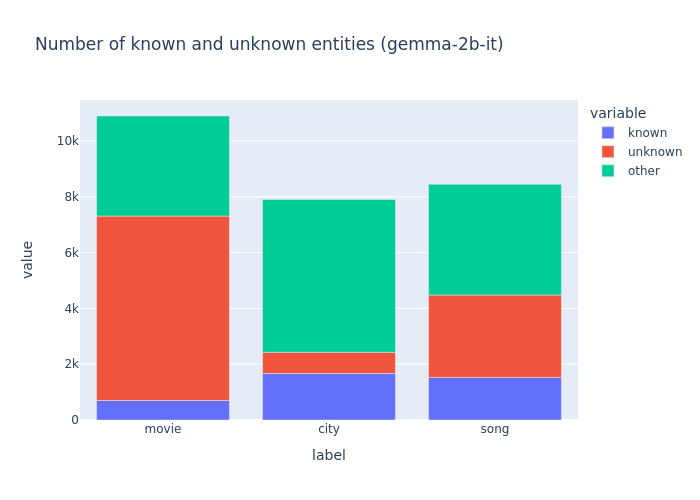 Number of known and unknown entities (gemma-2b-it)
variable
known
unknown
other
10k
8k
6k
4k
2k
0
value
movie
city
song
label